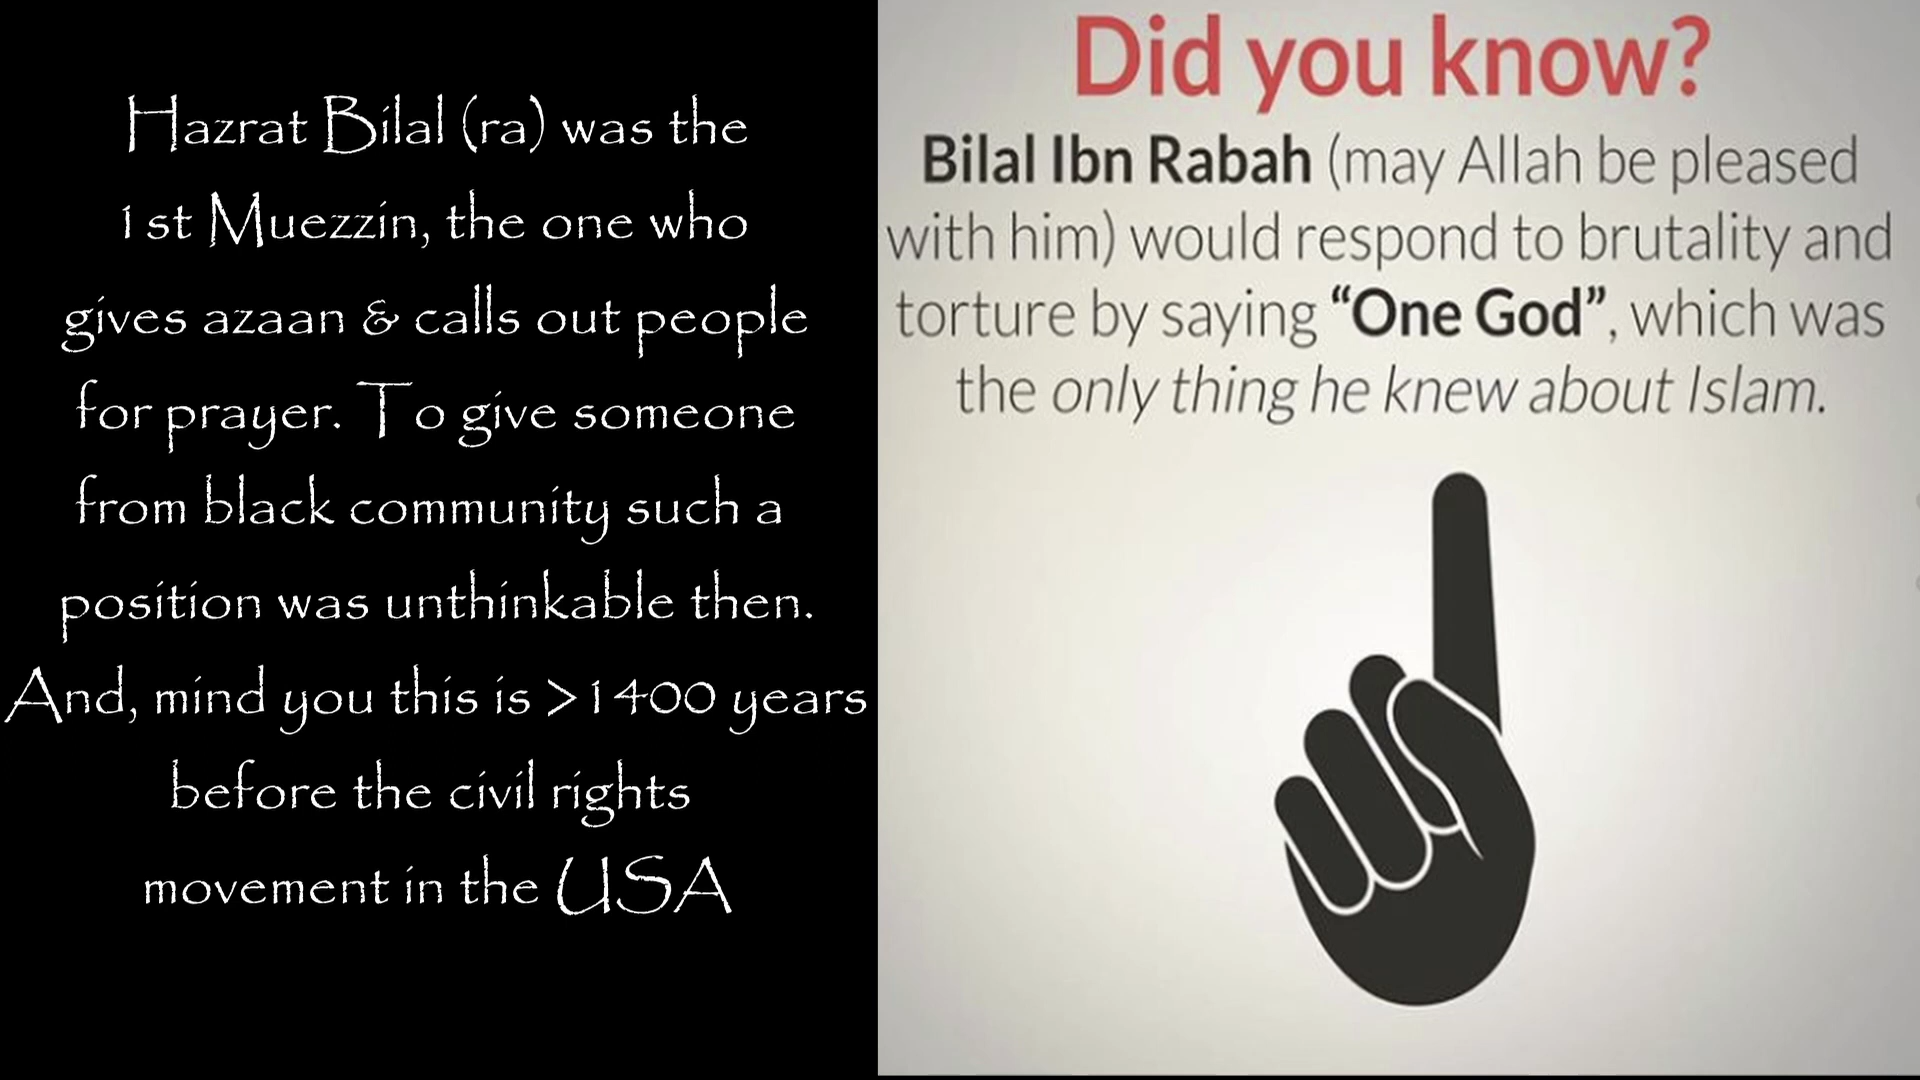 Hazrat Bilal (ra) was the
1st Muezzin, the one who
gives azaan & calls out people
for prayer. To give someone
from black community such a
position was unthinkable then.
And, mind you this is >1400 years
before the civil rights
movement in the USA
Did you know?
Bilal Ibn Rabah (may Allah be pleased
with him) would respond to brutality and
torture by saying “One God”, which was
the only thing he knew about Islam.